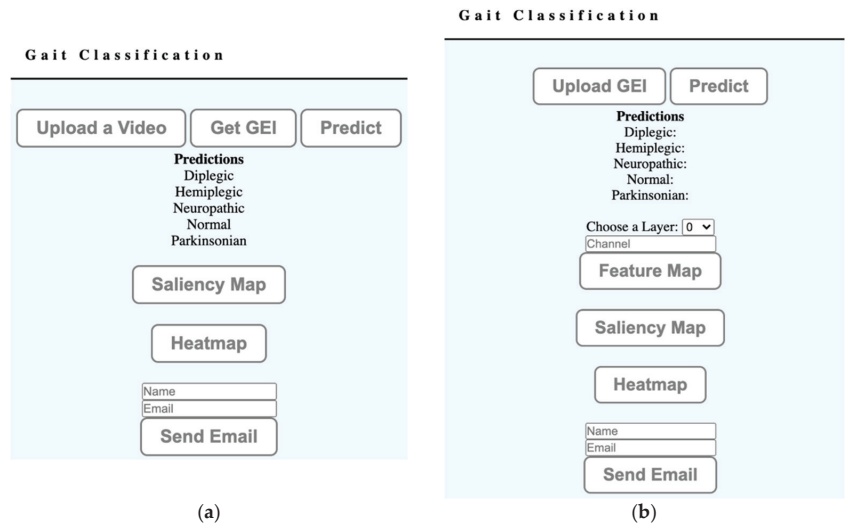 Gait Classification
Upload a Video Get GEI Predict
Predictions
Diplegic
Hemiplegic
Neuropathic
Normal
Parkinsonian
Saliency Map
Heatmap
Name
Email
Send Email
(a)
Gait Classification
Upload GEI Predict
Predictions
Diplegic:
Hemiplegic:
Neuropathic:
Normal:
Parkinsonian:
Choose a Layer: 0
Channel
Feature Map
Saliency Map
Heatmap
Name
Email
Send Email
(b)